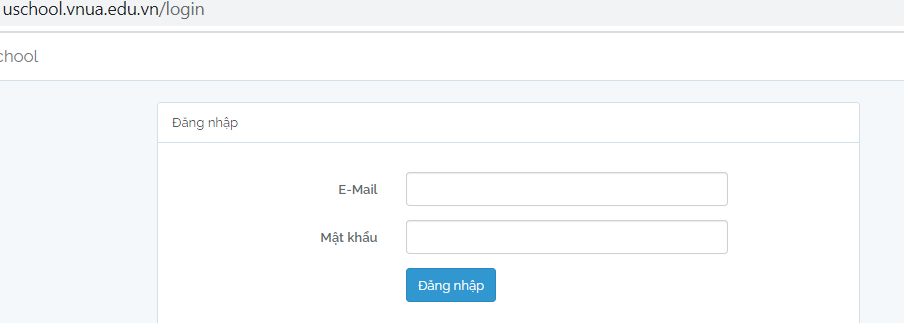 uschool.vnua.edu.vn/login
chool
Đăng nhập
E-Mail
Mật khẩu
Đăng nhập